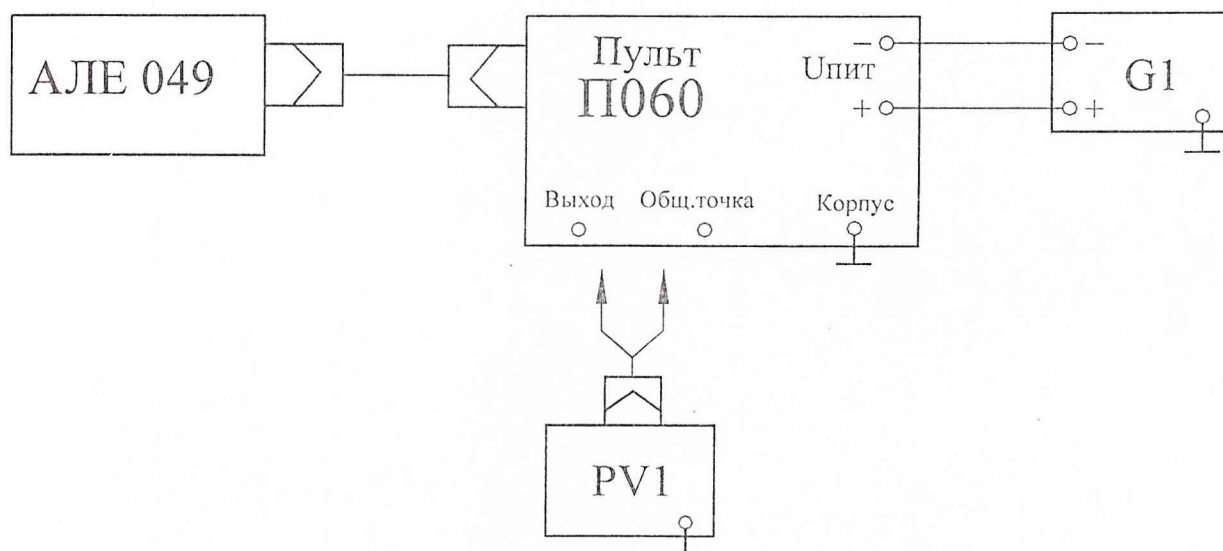 АЛЕ 049
Пульт
П060
−
Uпит
+
Выход
Общ.точка
Корпус
−
G1
+
PV1